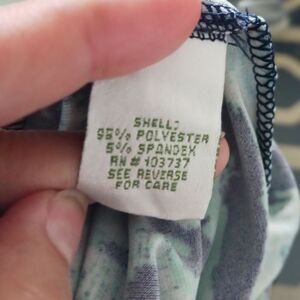 SHELL:
95% POLYESTER
5% SPANDEX
RN # 103737
SEE REVERSE
FOR CARE